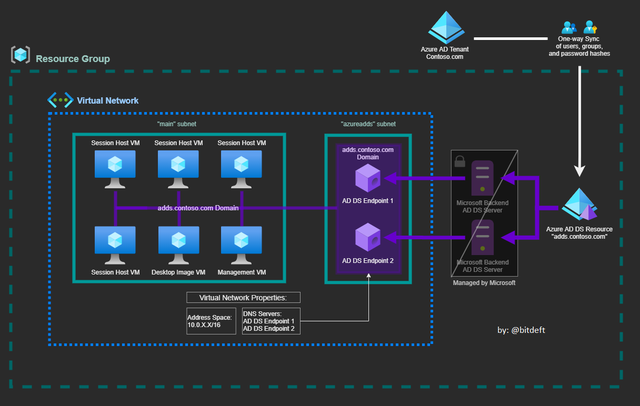 Azure AD Tenant
Contoso.com
One-way Sync
of users, groups,
and password hashes
Resource Group
Virtual Network
"main" subnet
"azureadds" subnet
Session Host VM
Session Host VM
Session Host VM
adds.contoso.com
Domain
AD DS Endpoint 1
adds.contoso.com Domain
Microsoft Backend
AD DS Server
Azure AD DS Resource
"adds.contoso.com"
AD DS Endpoint 2
Microsoft Backend
AD DS Server
Session Host VM
Desktop Image VM
Management VM
Managed by Microsoft
Virtual Network Properties:
Address Space:
10.0.X.X/16
DNS Servers:
AD DS Endpoint 1
AD DS Endpoint 2
by: @bitdeft